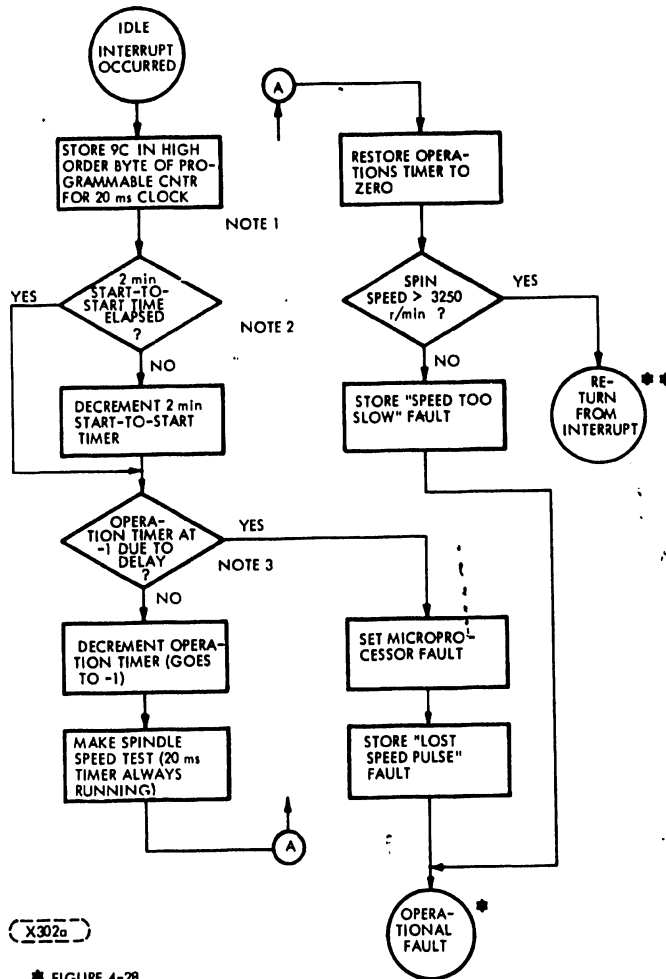 IDLE
INTERRUPT
OCCURRED
STORE 9C IN HIGH
ORDER BYTE OF PRO-
GRAMMABLE CNTR
FOR 20 ms CLOCK
NOTE 1
2 min
START-TO-
START TIME
ELAPSED
?
YES
NOTE 2
NO
DECREMENT 2 min
START-TO-START
TIMER
OPERA-
TION TIMER AT
-1 DUE TO
DELAY
?
YES
NOTE 3
NO
DECREMENT OPERA-
TION TIMER (GOES
TO -1)
MAKE SPINDLE
SPEED TEST (20 ms
TIMER ALWAYS
RUNNING)
A
A
RESTORE OPERA-
TIONS TIMER TO
ZERO
SPIN
SPEED > 3250
r/min ?
YES
NO
RE-
TURN
FROM
INTERRUPT
**
STORE "SPEED TOO
SLOW" FAULT
SET MICROPRO-
CESSOR FAULT
STORE "LOST
SPEED PULSE"
FAULT
OPERA-
TIONAL
FAULT
*
X302a
* FIGURE 4-28